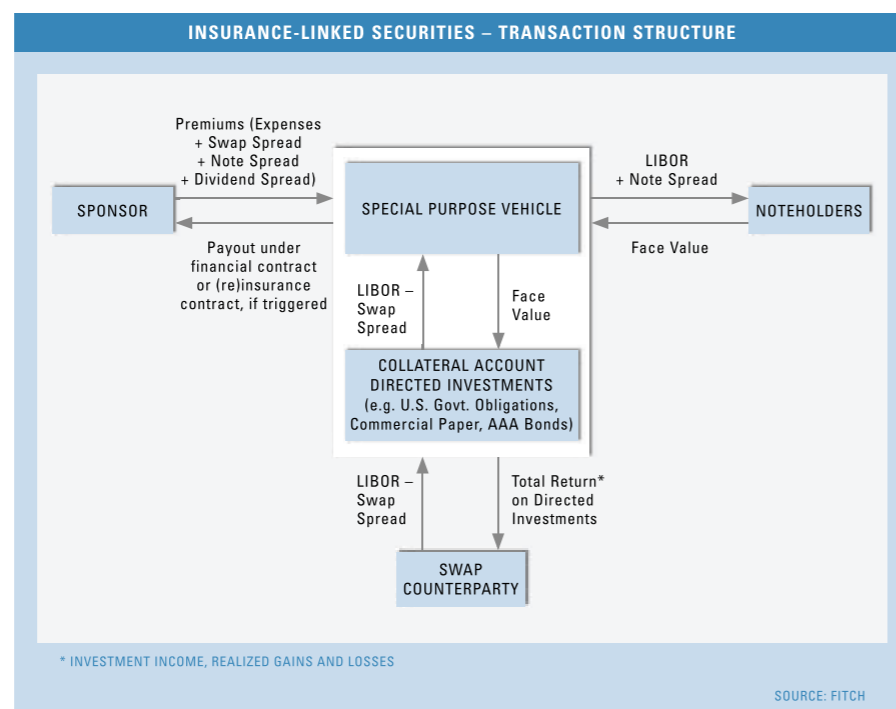 INSURANCE-LINKED SECURITIES – TRANSACTION STRUCTURE
Premiums (Expenses
+ Swap Spread
+ Note Spread
+ Dividend Spread)
LIBOR
+ Note Spread
SPONSOR
SPECIAL PURPOSE VEHICLE
NOTEHOLDERS
Payout under
financial contract
or (re)insurance
contract, if triggered
Face Value
LIBOR –
Swap
Spread
Face
Value
COLLATERAL ACCOUNT
DIRECTED INVESTMENTS
(e.g. U.S. Govt. Obligations,
Commercial Paper, AAA Bonds)
LIBOR –
Swap
Spread
Total Return*
on Directed
Investments
SWAP
COUNTERPARTY
* INVESTMENT INCOME, REALIZED GAINS AND LOSSES
SOURCE: FITCH